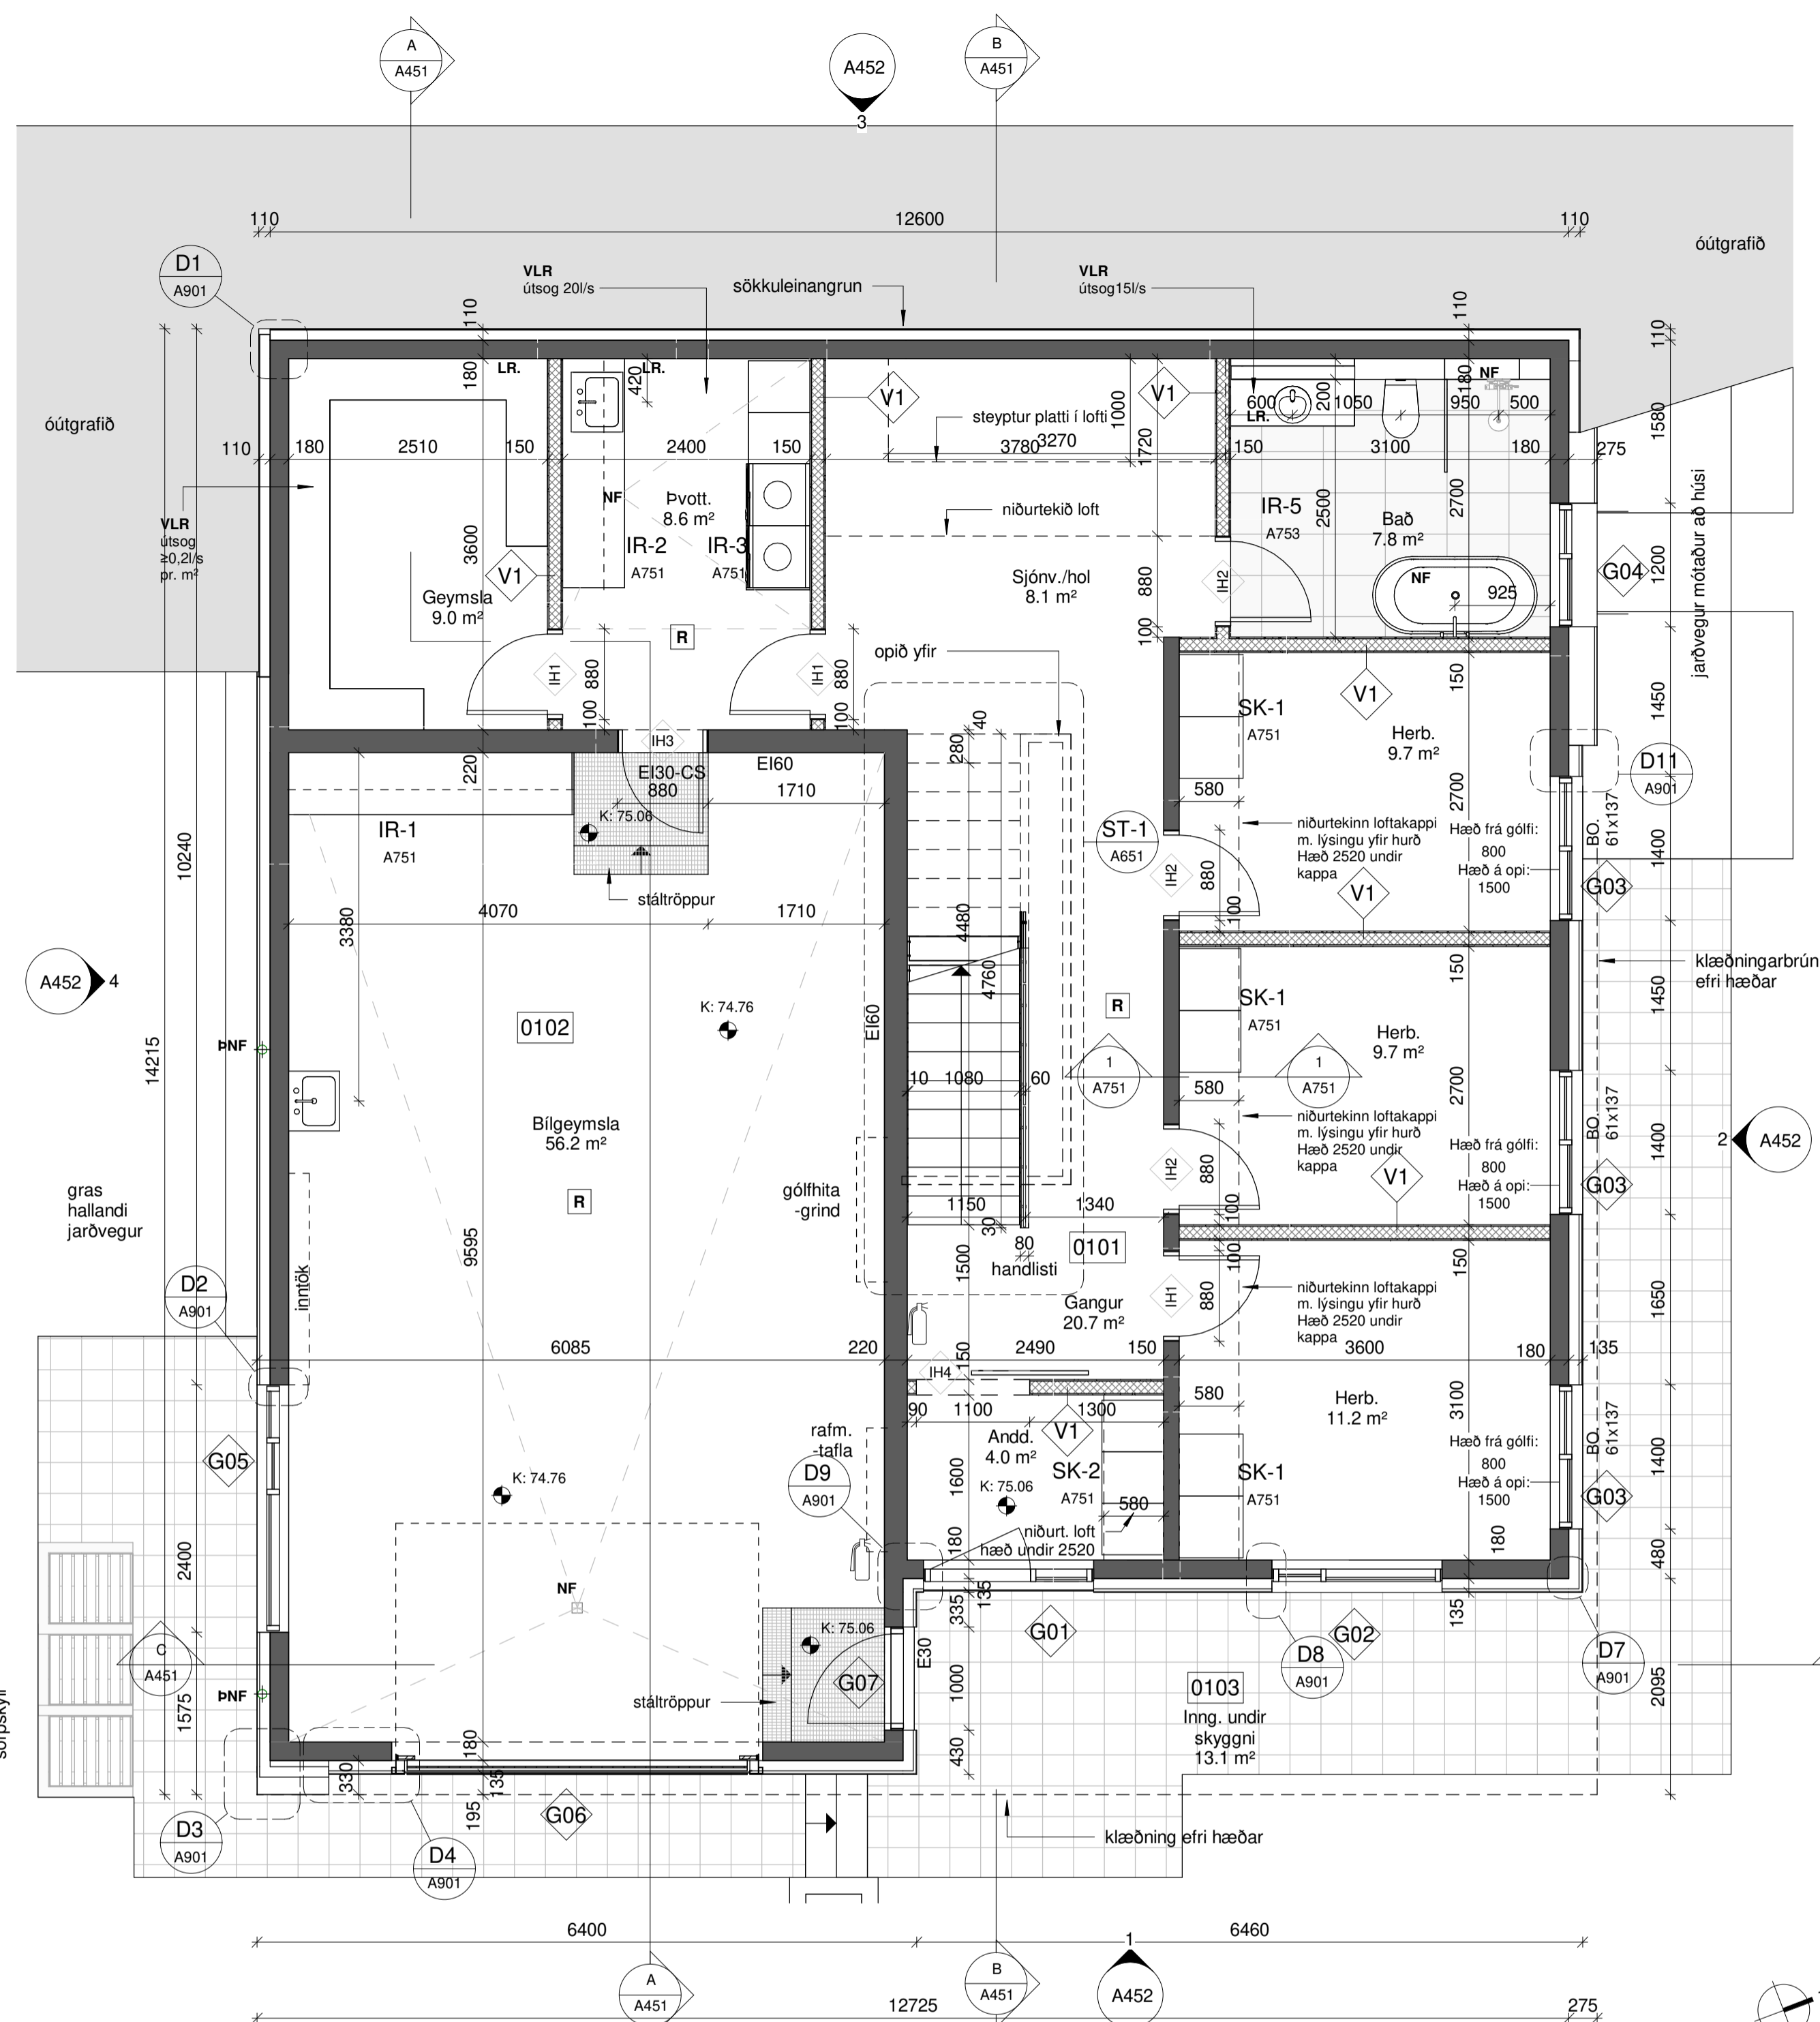 A
A451
A452
3
B
A451
110
12600
110
óútgrafið
D1
A901
VLR
útsog 20l/s
sökkuleinangrun
VLR
útsog15l/s
110
110
110
LR.
LR.
180
420
V1
V1
1000
1720
steyptur platti í lofti
600
200
1050
LR.
NF
180
950
500
1580
óútgrafið
110
180
2510
150
2400
150
3780
3270
150
3100
180
275
VLR
útsog
≥0,2l/s
pr. m²
3600
NF
Þvott.
8.6 m²
IR-2
A751
IR-3
A751
niðurtekið loft
IR-5
A753
2500
Bað
7.8 m²
2700
jarðvegur mótaður að húsi
V1
Geymsla
9.0 m²
Sjónv./hol
8.1 m²
880
100
IH2
NF
925
G04
1200
R
IH1
880
100
IH1
880
100
opið yfir
V1
150
1450
SK-1
A751
Herb.
9.7 m²
IH3
220
EI30-CS
880
EI60
1710
280
40
D11
A901
K: 75.06
IR-1
A751
580
2700
BO.
61x137
ST-1
A651
niðurtekinn loftakappi
m. lýsingu yfir hurð
Hæð 2520 undir
kappa
Hæð frá gólfi:
800
Hæð á opi:
1500
1400
G03
IH2
880
100
V1
stáltröppur
10240
3380
4070
1710
4480
4760
150
klæðningarbrún
efri hæðar
A452
4
SK-1
A751
1450
R
K: 74.76
0102
EI60
Herb.
9.7 m²
ÞNF
14215
10
1080
60
1
A751
1
A751
580
2700
BO.
61x137
niðurtekinn loftakappi
m. lýsingu yfir hurð
Hæð 2520 undir
kappa
Hæð frá gólfi:
800
Hæð á opi:
1500
1400
2
A452
Bílgeymsla
56.2 m²
IH2
880
100
V1
G03
gras
hallandi
jarðvegur
R
gólfhita
-grind
1150
1340
30
80
handlisti
0101
9595
1500
100
150
1650
inntök
D2
A901
Gangur
20.7 m²
IH1
880
niðurtekinn loftakappi
m. lýsingu yfir hurð
Hæð 2520 undir
kappa
6085
220
150
2490
150
3600
180
135
IH4
90
1100
1300
580
Herb.
11.2 m²
3100
BO.
61x137
G05
rafm.
-tafla
V1
Andd.
4.0 m²
Hæð frá gólfi:
800
Hæð á opi:
1500
1400
D9
A901
SK-2
A751
SK-1
A751
K: 74.76
K: 75.06
1600
580
G03
2400
niðurt. loft
hæð undir 2520
180
180
480
NF
335
135
135
K: 75.06
E30
G01
G02
D8
A901
D7
A901
C
A451
G07
ÞNF
1575
stáltröppur
1000
0103
Inng. undir
skyggni
13.1 m²
2095
180
430
330
135
195
G06
D3
A901
D4
A901
klæðning efri hæðar
6400
6460
1
A
A451
B
A451
A452
12725
275